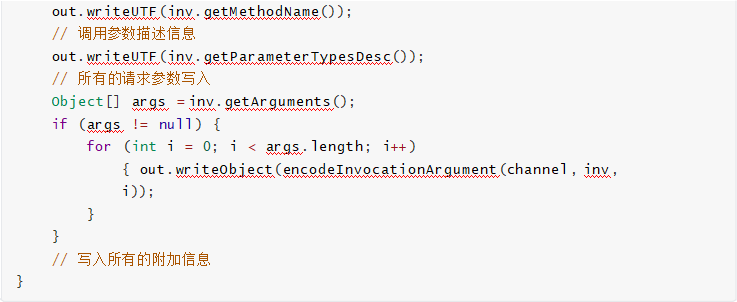 out.writeUTF(inv.getMethodName());
// 调用参数描述信息
out.writeUTF(inv.getParameterTypesDesc());
// 所有的请求参数写入
Object[] args = inv.getArguments();
if (args != null) {
for (int i = 0; i < args.length; i++)
{ out.writeObject(encodeInvocationArgument(channel, inv,
i));
}
}
// 写入所有的附加信息
}